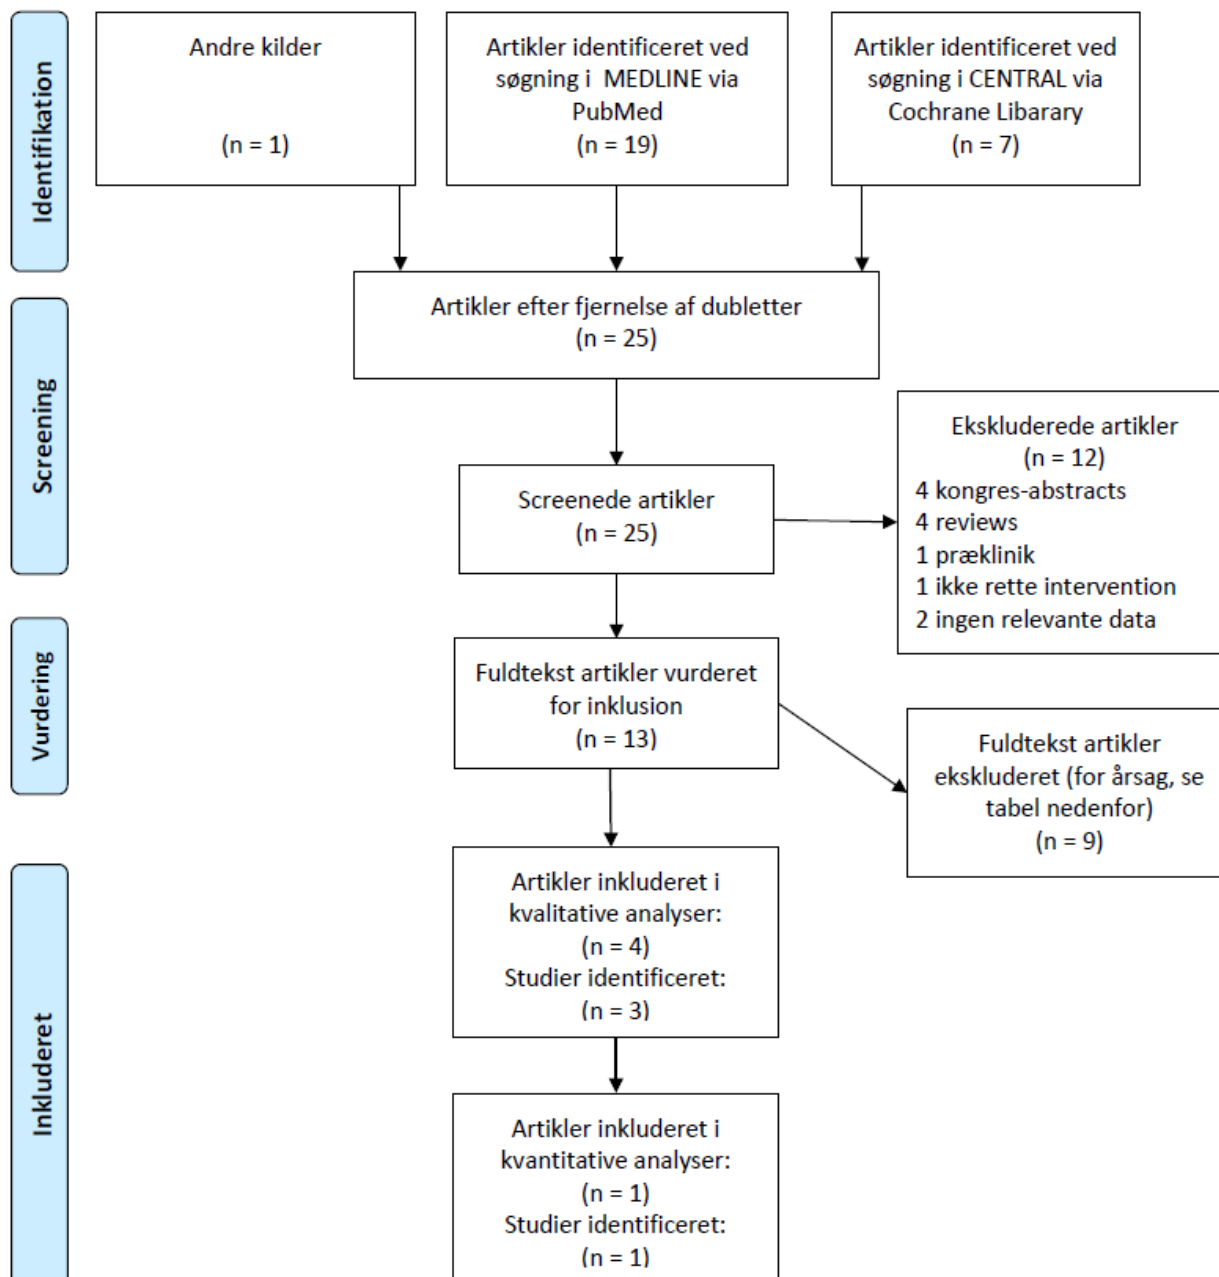 Identifikation
Andre kilder
(n = 1)
Artikler identificeret ved
søgning i MEDLINE via
PubMed
(n = 19)
Artikler identificeret ved
søgning i CENTRAL via
Cochrane Libarary
(n = 7)
Artikler efter fjernelse af dubletter
(n = 25)
Screening
Screenede artikler
(n = 25)
Ekskluderede artikler
(n = 12)
4 kongres-abstracts
4 reviews
1 præklinik
1 ikke rette intervention
2 ingen relevante data
Vurdering
Fuldtekst artikler vurderet
for inklusion
(n = 13)
Fuldtekst artikler
ekskluderet (for årsag, se
tabel nedenfor)
(n = 9)
Inkluderet
Artikler inkluderet i
kvalitative analyser:
(n = 4)
Studier identificeret:
(n = 3)
Artikler inkluderet i
kvantitative analyser:
(n = 1)
Studier identificeret:
(n = 1)